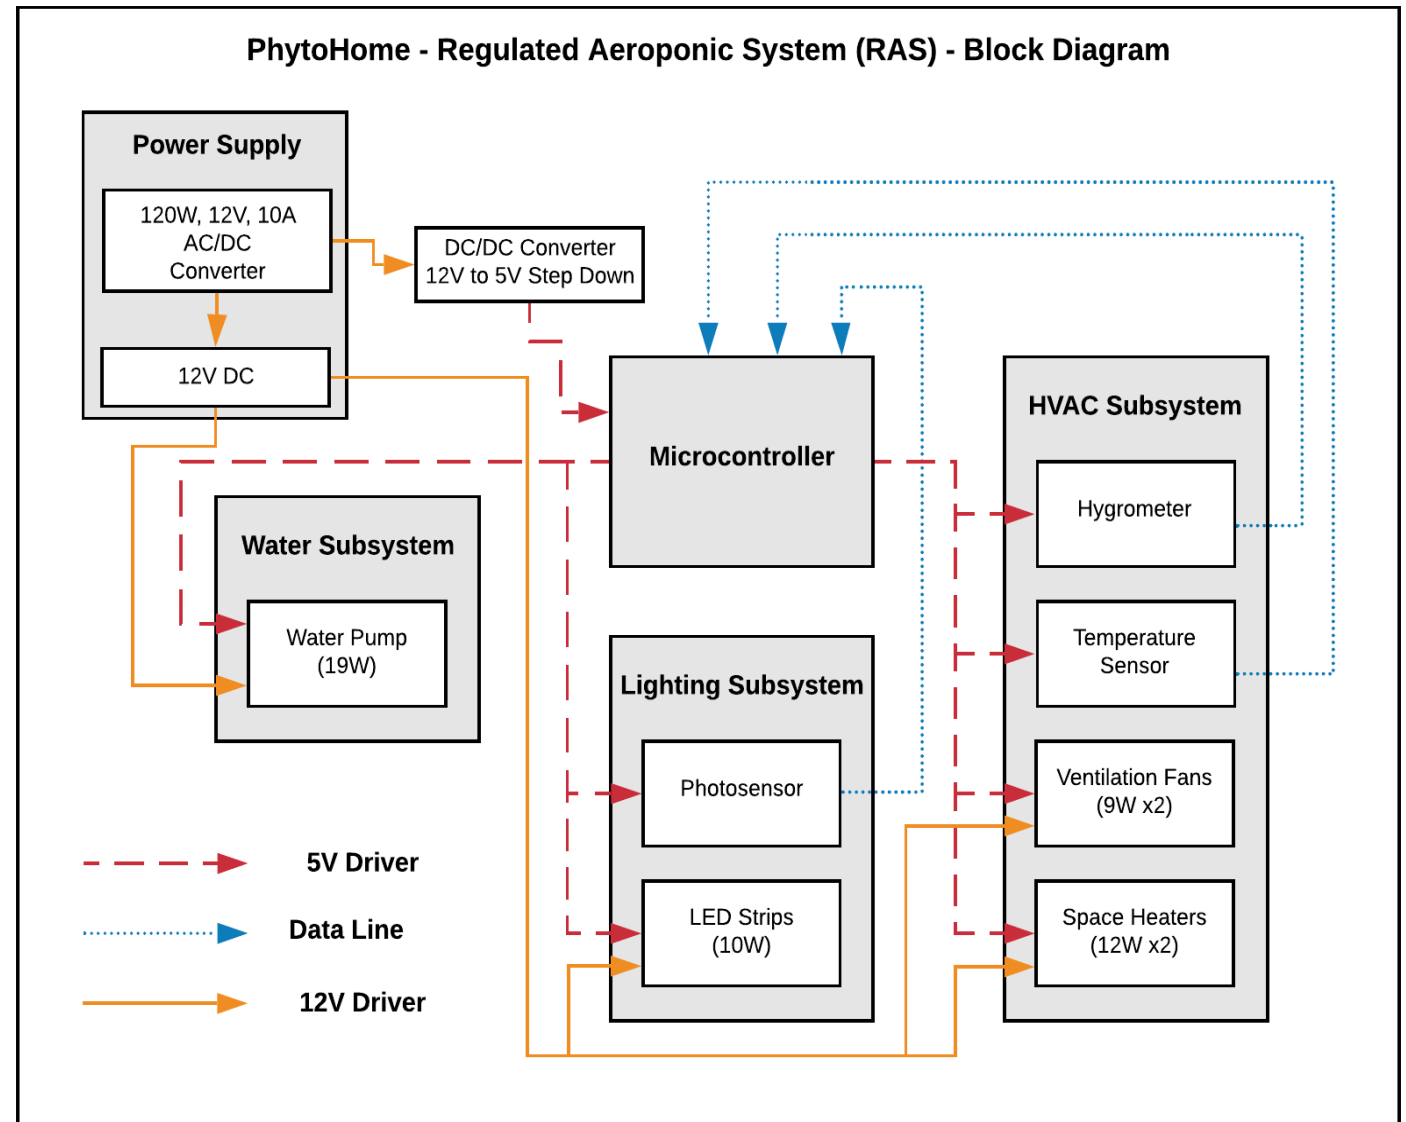 PhytoHome - Regulated Aeroponic System (RAS) - Block Diagram
Power Supply
120W, 12V, 10A
AC/DC
Converter
12V DC
DC/DC Converter
12V to 5V Step Down
Microcontroller
HVAC Subsystem
Hygrometer
Temperature
Sensor
Ventilation Fans
(9W x2)
Space Heaters
(12W x2)
Water Subsystem
Water Pump
(19W)
Lighting Subsystem
Photosensor
LED Strips
(10W)
5V Driver
Data Line
12V Driver